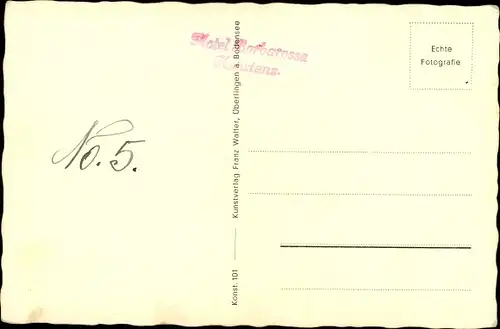 Hotel Barbarossa
Konstanz.
Echte
Fotografie
No. 5.
Konst. 101 Kunstverlag Franz Walter, Überlingen a. Bodensee